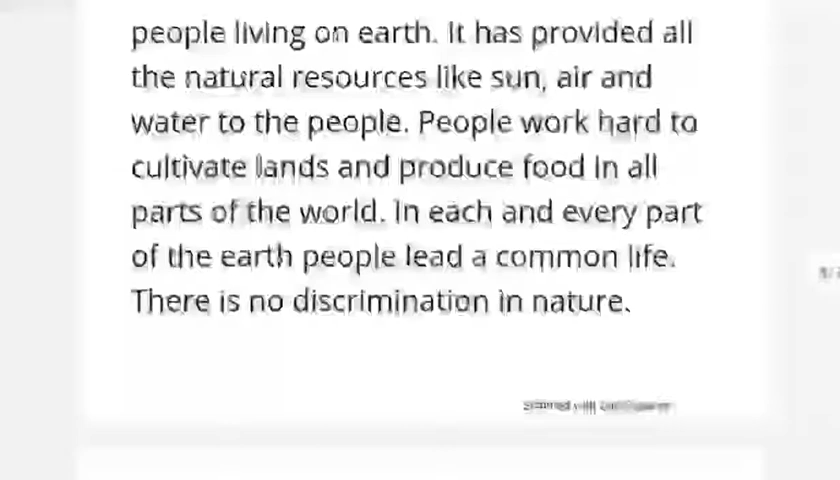 people living on earth. It has provided all
the natural resources like sun, air and
water to the people. People work hard to
cultivate lands and produce food in all
parts of the world. In each and every part
of the earth people lead a common life.
There is no discrimination in nature.